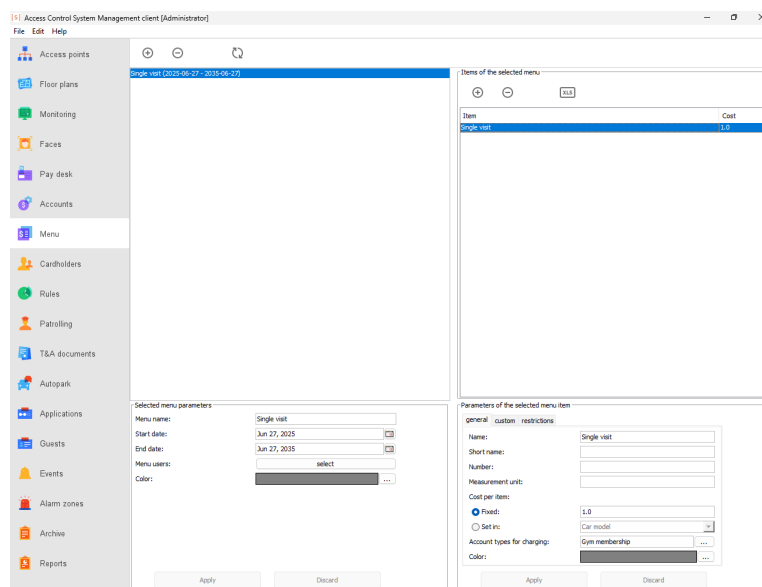 |S| Access Control System Management client [Administrator]
File Edit Help
Access points
Floor plans
Monitoring
Faces
Pay desk
Accounts
Menu
Cardholders
Rules
Patrolling
T&A documents
Autopark
Applications
Guests
Events
Alarm zones
Archive
Reports
Single visit (2025-06-27 - 2035-06-27)
Items of the selected menu
XLS
Item Cost
Single visit 1.0
Selected menu parameters
Menu name: Single visit
Start date: Jun 27, 2025
End date: Jun 27, 2035
Menu users: select
Color: ...
Apply Discard
Parameters of the selected menu item
general custom restrictions
Name: Single visit
Short name:
Number:
Measurement unit:
Cost per item:
Fixed: 1.0
Set in: Car model
Account types for charging: Gym membership ...
Color: ...
Apply Discard